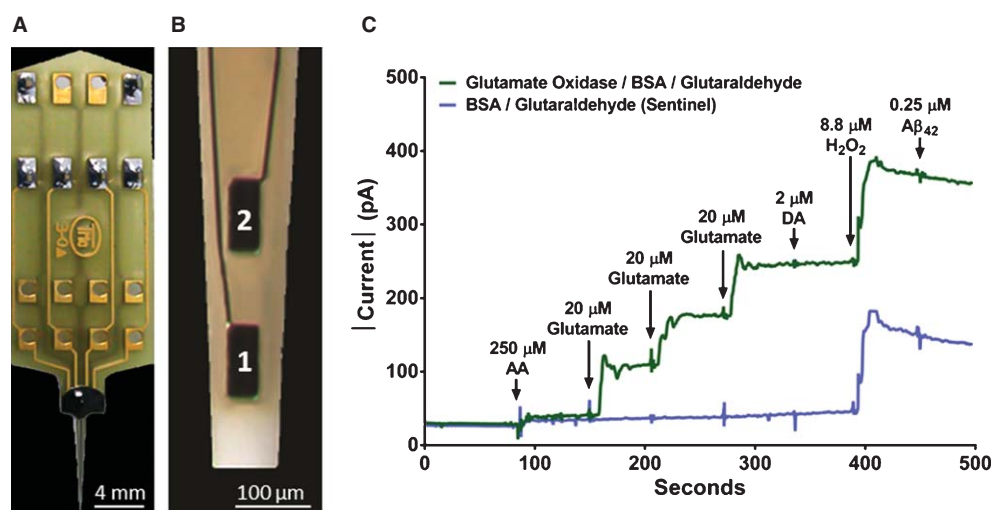 A
B
C
2
1
4 mm
100 µm
Glutamate Oxidase / BSA / Glutaraldehyde
BSA / Glutaraldehyde (Sentinel)
|Current| (pA)
500
400
300
200
100
0
250 µM
AA
20 µM
Glutamate
20 µM
Glutamate
20 µM
Glutamate
2 µM
DA
8.8 µM
H₂O₂
0.25 µM
Aβ₄₂
0
100
200
300
400
500
Seconds